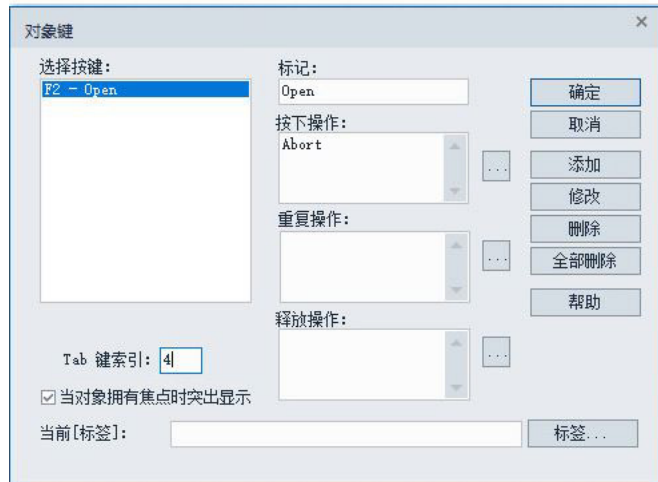 对象键
选择按键:
F2 - Open
标记:
Open
按下操作:
Abort
...
重复操作:
...
释放操作:
...
确定
取消
添加
修改
删除
全部删除
帮助
Tab 键索引: 4
当对象拥有焦点时突出显示
当前[标签]:
标签...